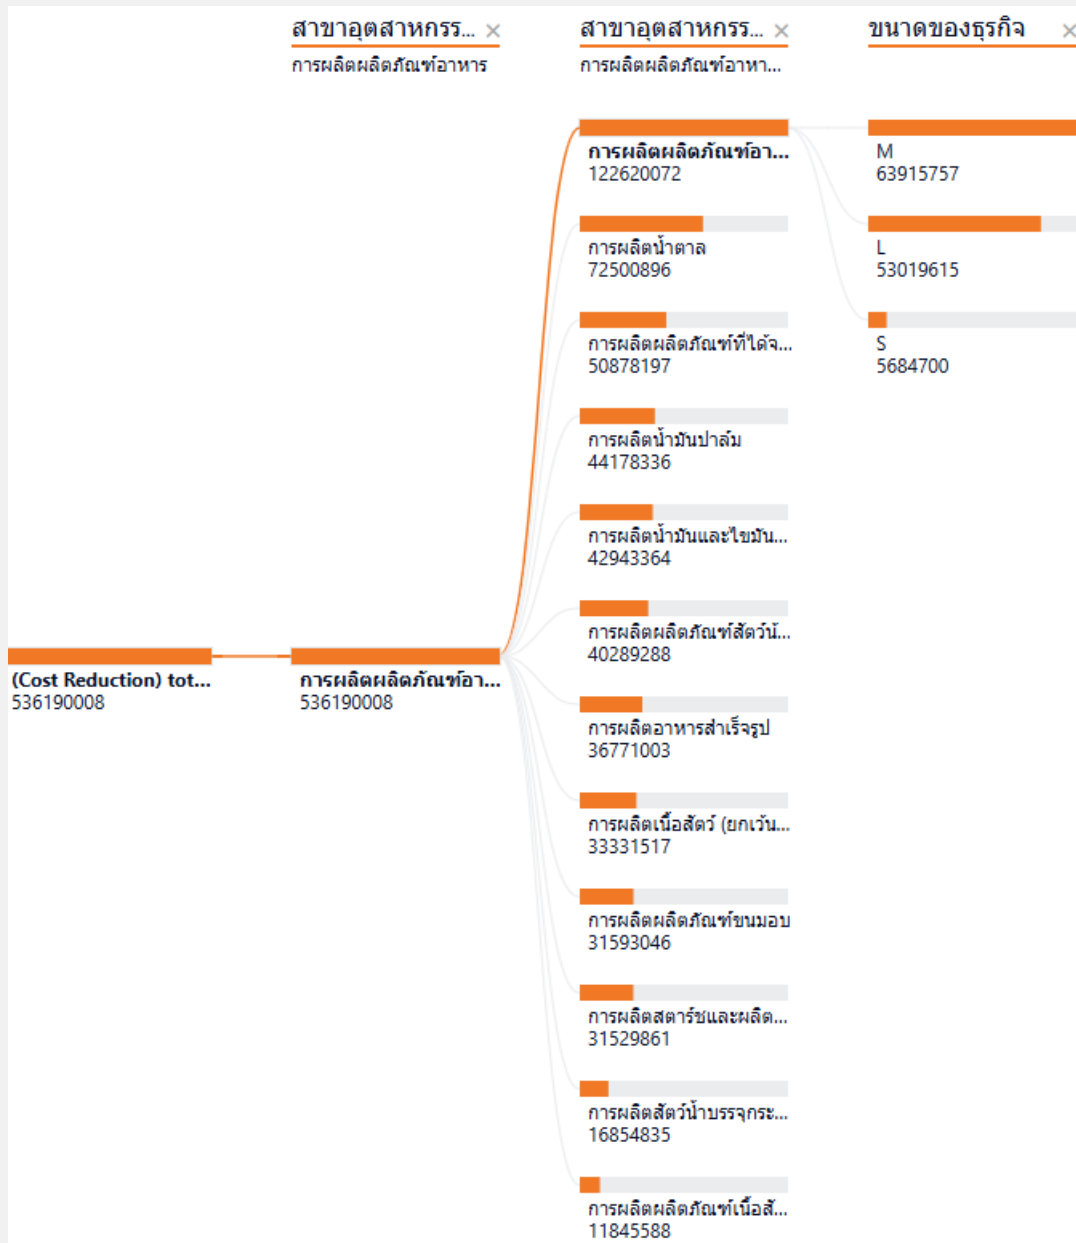 สาขาอุตสาหกรร... ×
การผลิตผลิตภัณฑ์อาหาร
สาขาอุตสาหกรร... ×
การผลิตผลิตภัณฑ์อาหา...
ขนาดของธุรกิจ ×
(Cost Reduction) tot...
536190008
การผลิตผลิตภัณฑ์อา...
536190008
การผลิตผลิตภัณฑ์อา...
122620072
การผลิตน้ำตาล
72500896
การผลิตผลิตภัณฑ์ที่ได้จ...
50878197
การผลิตน้ำมันปาล์ม
44178336
การผลิตน้ำมันและไขมัน...
42943364
การผลิตผลิตภัณฑ์สัตว์น้...
40289288
การผลิตอาหารสำเร็จรูป
36771003
การผลิตเนื้อสัตว์ (ยกเว้น...
33331517
การผลิตผลิตภัณฑ์ขนมอบ
31593046
การผลิตสตาร์ชและผลิต...
31529861
การผลิตสัตว์น้ำบรรจุกระ...
16854835
การผลิตผลิตภัณฑ์เนื้อสั...
11845588
M
63915757
L
53019615
S
5684700